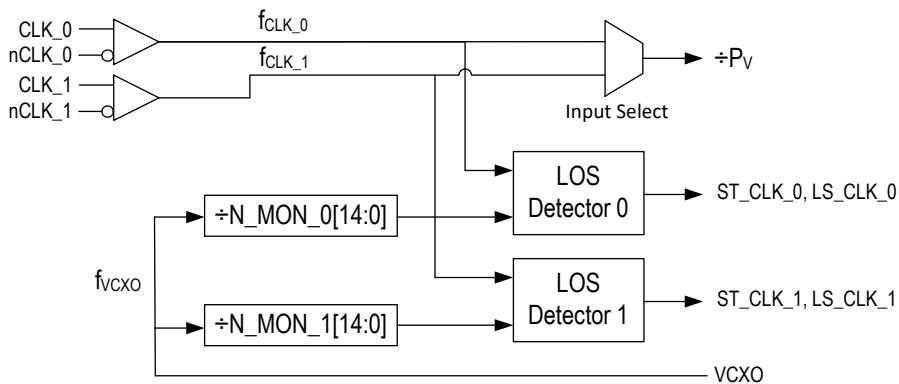 CLK_0
nCLK_0
CLK_1
nCLK_1
fCLK_0
fCLK_1
÷PV
Input Select
LOS
Detector 0
ST_CLK_0, LS_CLK_0
÷N_MON_0[14:0]
fVCXO
LOS
Detector 1
ST_CLK_1, LS_CLK_1
÷N_MON_1[14:0]
VCXO